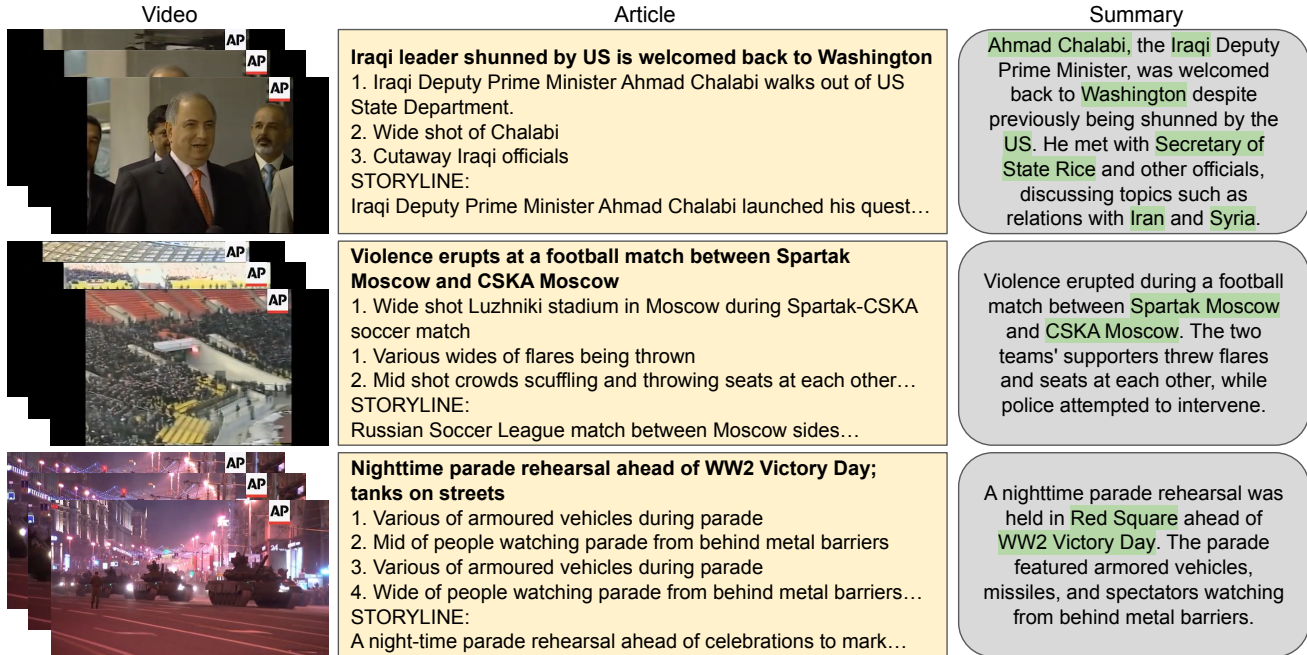 Video
Article
Summary
AP
AP
AP
Iraqi leader shunned by US is welcomed back to Washington
1. Iraqi Deputy Prime Minister Ahmad Chalabi walks out of US
State Department.
2. Wide shot of Chalabi
3. Cutaway Iraqi officials
STORYLINE:
Iraqi Deputy Prime Minister Ahmad Chalabi launched his quest…
Ahmad Chalabi, the Iraqi Deputy
Prime Minister, was welcomed
back to Washington despite
previously being shunned by the
US. He met with Secretary of
State Rice and other officials,
discussing topics such as
relations with Iran and Syria.
AP
AP
AP
Violence erupts at a football match between Spartak
Moscow and CSKA Moscow
1. Wide shot Luzhniki stadium in Moscow during Spartak-CSKA
soccer match
1. Various wides of flares being thrown
2. Mid shot crowds scuffling and throwing seats at each other…
STORYLINE:
Russian Soccer League match between Moscow sides…
Violence erupted during a football
match between Spartak Moscow
and CSKA Moscow. The two
teams' supporters threw flares
and seats at each other, while
police attempted to intervene.
AP
AP
AP
Nighttime parade rehearsal ahead of WW2 Victory Day;
tanks on streets
1. Various of armoured vehicles during parade
2. Mid of people watching parade from behind metal barriers
3. Various of armoured vehicles during parade
4. Wide of people watching parade from behind metal barriers…
STORYLINE:
A night-time parade rehearsal ahead of celebrations to mark…
A nighttime parade rehearsal was
held in Red Square ahead of
WW2 Victory Day. The parade
featured armored vehicles,
missiles, and spectators watching
from behind metal barriers.